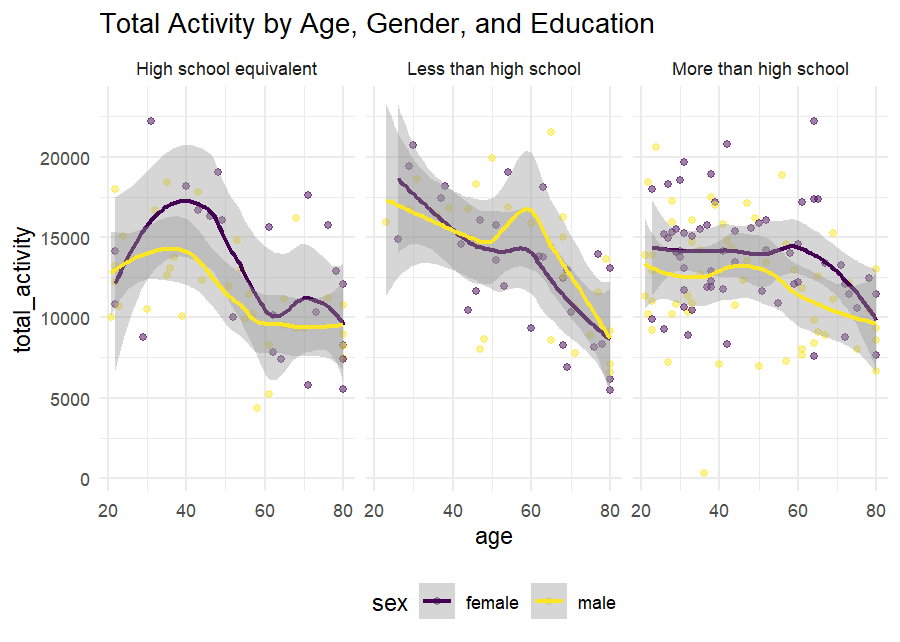 Total Activity by Age, Gender, and Education
High school equivalent
Less than high school
More than high school
total_activity
20000
15000
10000
5000
0
20 40 60 80
20 40 60 80
20 40 60 80
age
sex female male